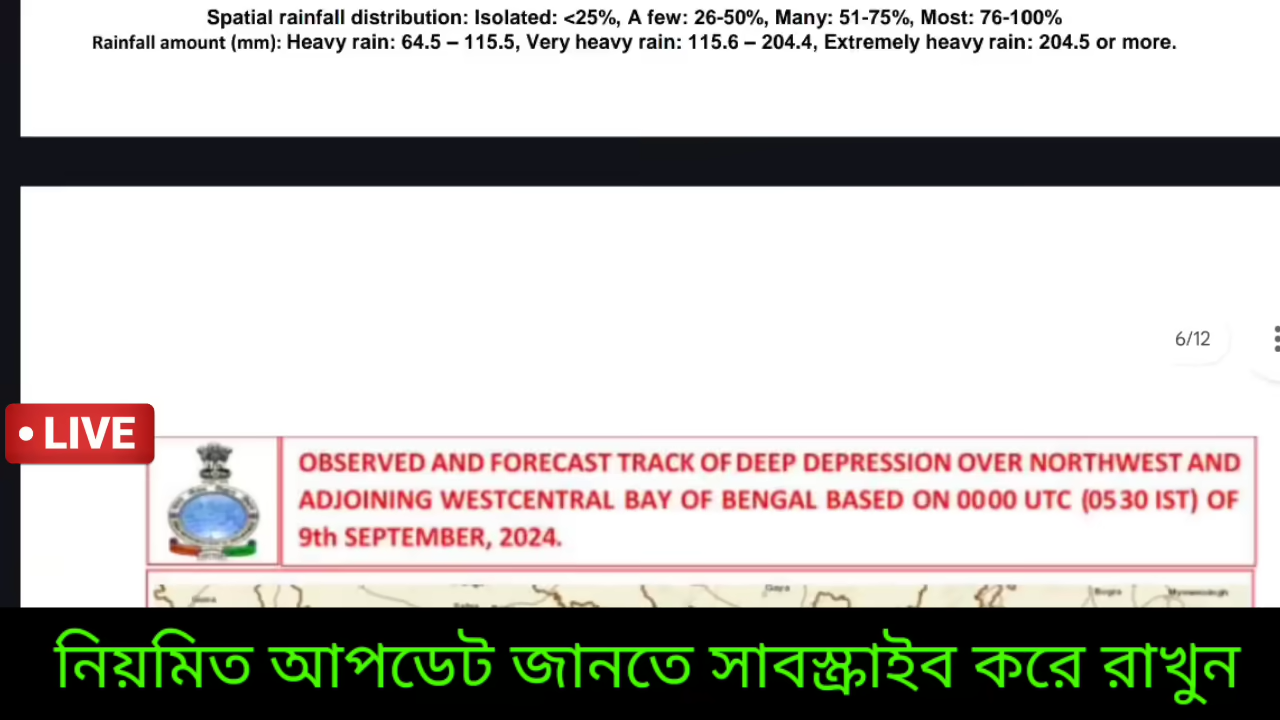 Spatial rainfall distribution: Isolated: <25%, A few: 26-50%, Many: 51-75%, Most: 76-100%
Rainfall amount (mm): Heavy rain: 64.5 – 115.5, Very heavy rain: 115.6 – 204.4, Extremely heavy rain: 204.5 or more.
6/12
• LIVE
OBSERVED AND FORECAST TRACK OF DEEP DEPRESSION OVER NORTHWEST AND
ADJOINING WESTCENTRAL BAY OF BENGAL BASED ON 0000 UTC (0530 IST) OF
9th SEPTEMBER, 2024.
Gaya
Bogra
Mymensingh
নিয়মিত আপডেট জানতে সাবস্ক্রাইব করে রাখুন